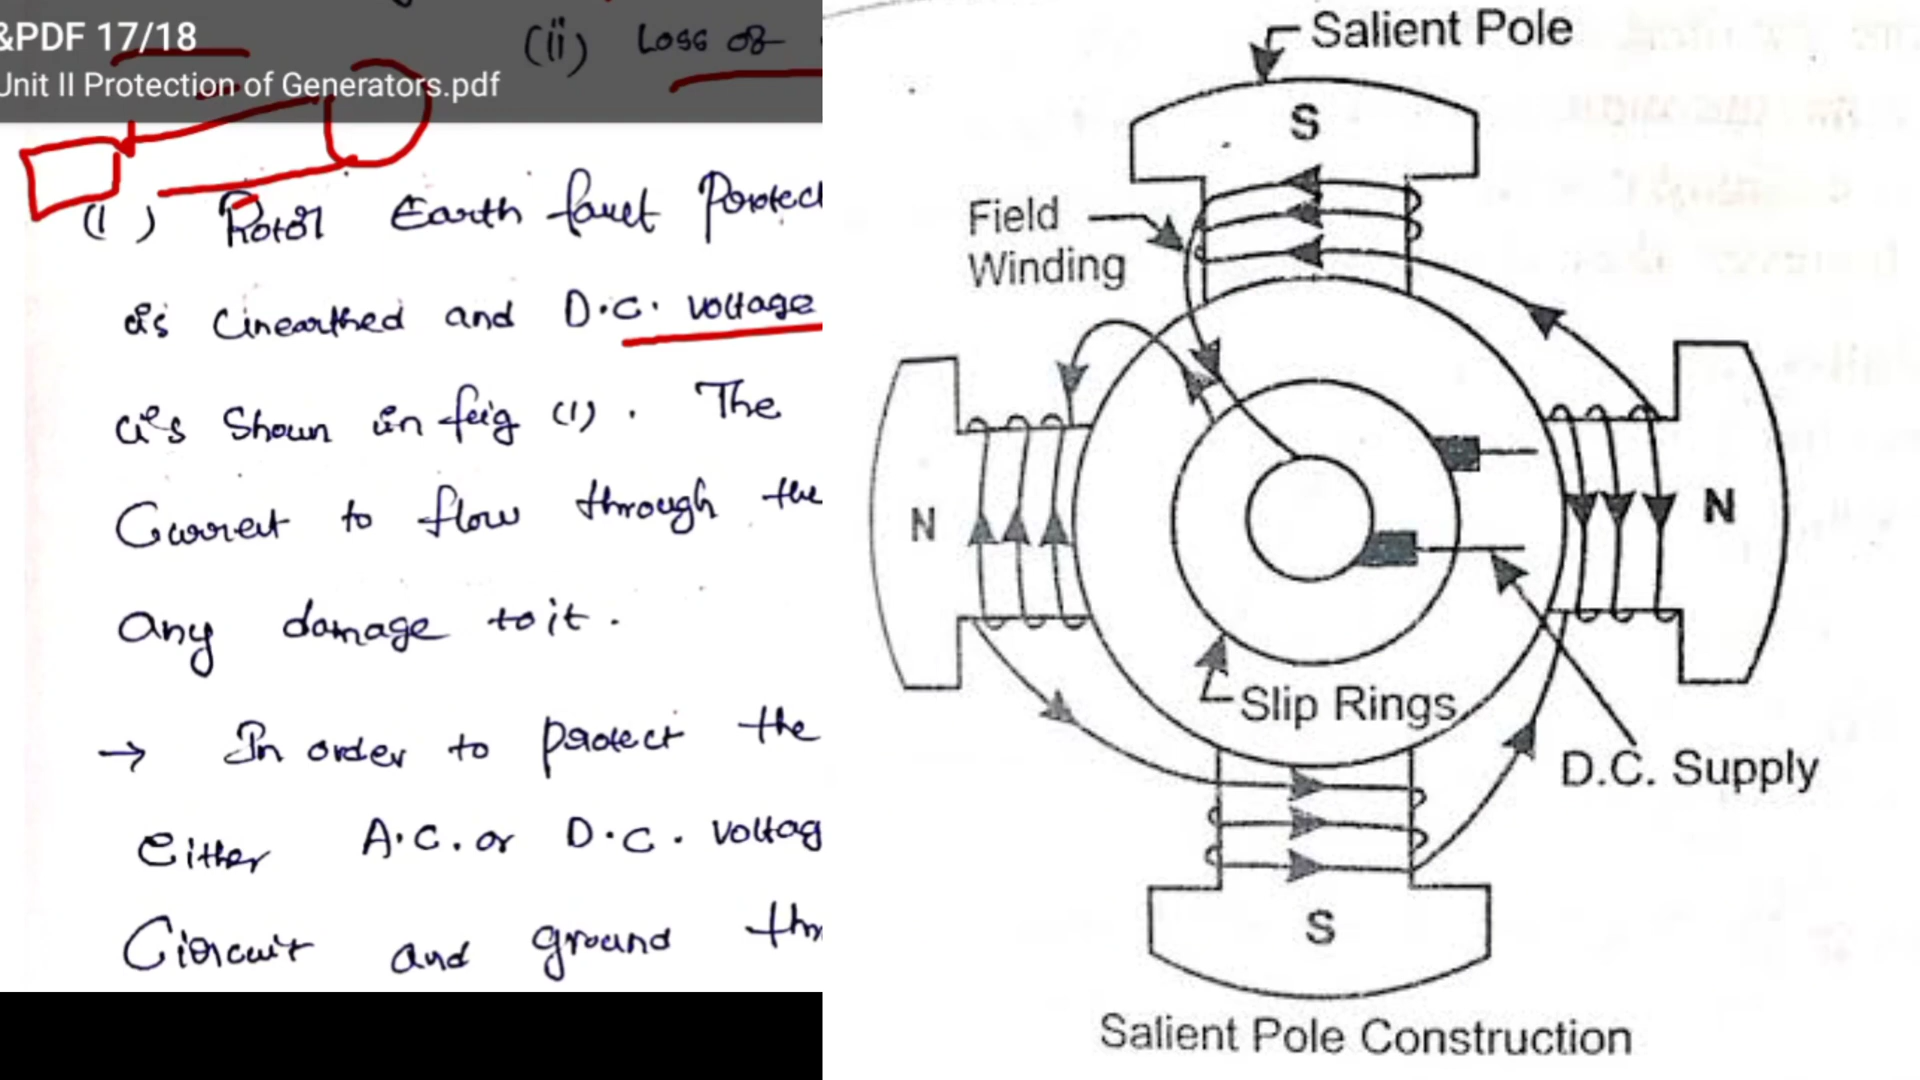 &PDF 17/18
Unit II Protection of Generators.pdf
(ii) Loss of
(1) Rotor Earth fault Protec
is Unearthed and D.C. voltage
is Shown in fig (1). The
Current to flow through the
any damage to it.
→ In order to protect the
Either A.C. or D.C. voltag
Circuit and ground thr
Salient Pole
S
Field
Winding
N
N
Slip Rings
D.C. Supply
S
Salient Pole Construction